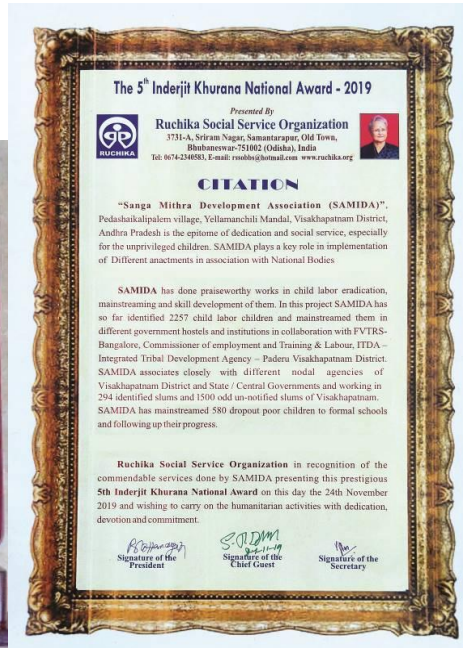 The 5th Inderjit Khurana National Award - 2019
Presented By
Ruchika Social Service Organization
3731-A, Sriram Nagar, Samantarapur, Old Town,
Bhubaneswar-751002 (Odisha), India
Tel: 0674-2340583, E-mail: rosobbs@hotmail.com www.ruchika.org
RUCHIKA
CITATION
"Sanga Mithra Development Association (SAMIDA)",
Pedashaikalipalem village, Yellamanchili Mandal, Visakhapatnam District,
Andhra Pradesh is the epitome of dedication and social service, especially
for the unprivileged children. SAMIDA plays a key role in implementation
of Different anactments in association with National Bodies
SAMIDA has done praiseworthy works in child labor eradication,
mainstreaming and skill development of them. In this project SAMIDA has
so far identified 2257 child labor children and mainstreamed them in
different government hostels and institutions in collaboration with FVTRS-
Bangalore, Commissioner of employment and Training & Labour, ITDA –
Integrated Tribal Development Agency – Paderu Visakhapatnam District.
SAMIDA associates closely with different nodal agencies of
Visakhapatnam District and State / Central Governments and working in
294 identified slums and 1500 odd un-notified slums of Visakhapatnam.
SAMIDA has mainstreamed 580 dropout poor children to formal schools
and following up their progress.
Ruchika Social Service Organization in recognition of the
commendable services done by SAMIDA presenting this prestigious
5th Inderjit Khurana National Award on this day the 24th November
2019 and wishing to carry on the humanitarian activities with dedication,
devotion and commitment.
Signature of the President
Signature of the Chief Guest
Signature of the Secretary